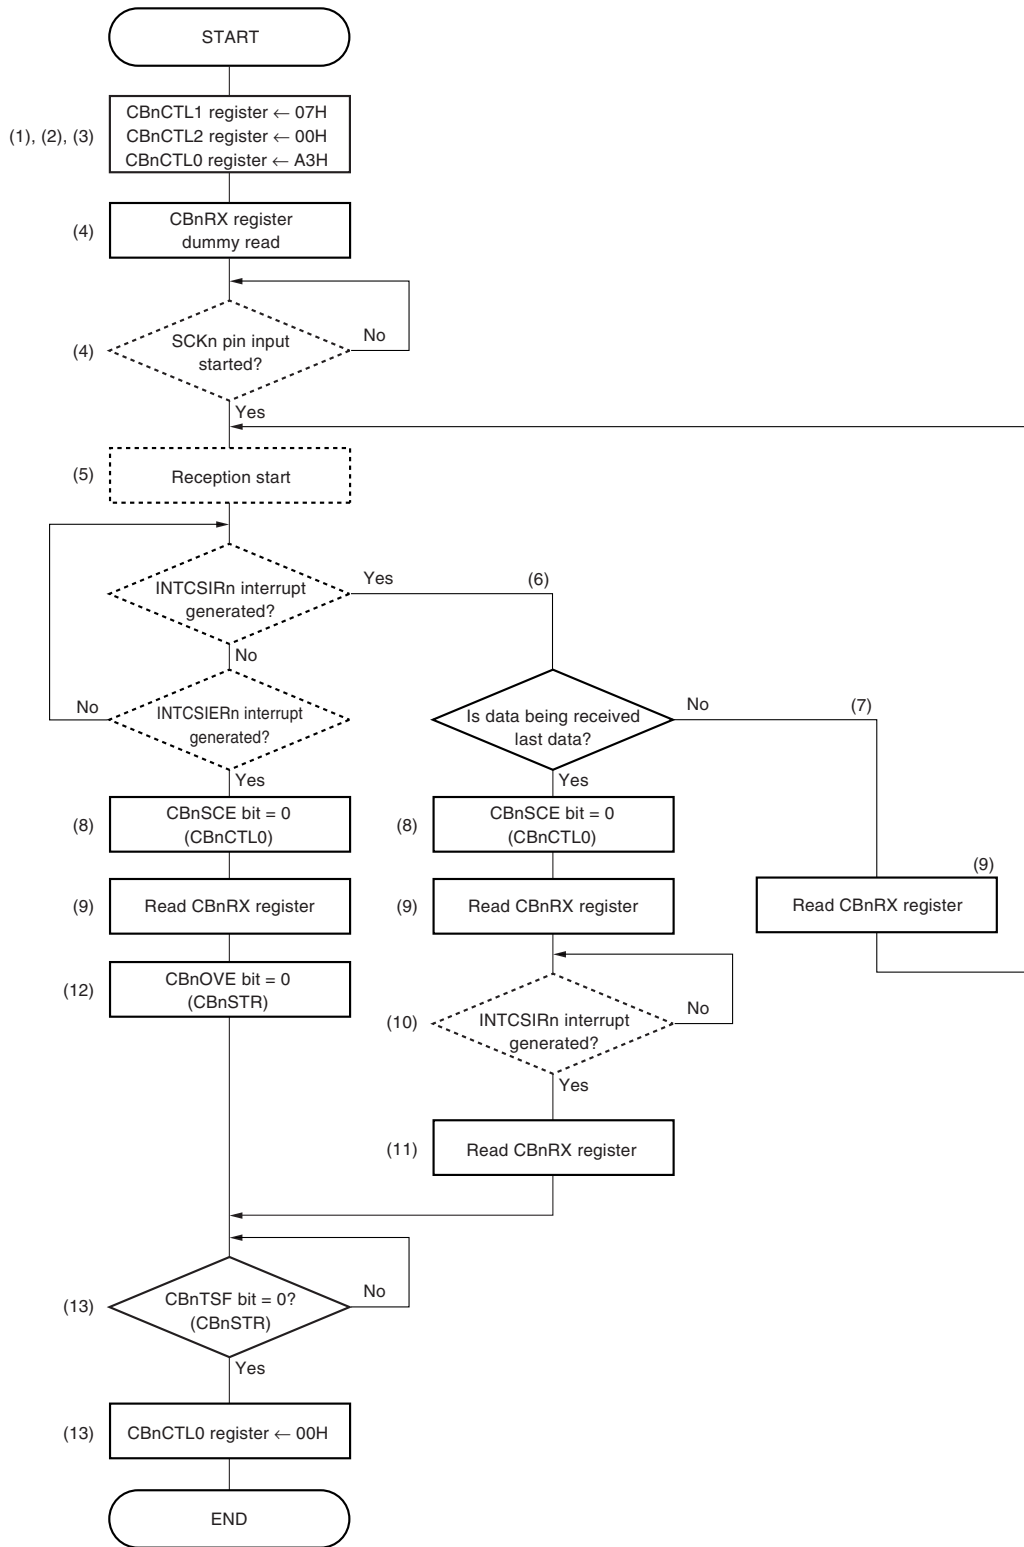 START
(1), (2), (3)
CBnCTL1 register ← 07H
CBnCTL2 register ← 00H
CBnCTL0 register ← A3H
(4)
CBnRX register
dummy read
(4)
SCKn pin input
started?
No
Yes
(5)
Reception start
INTCSIRn interrupt
generated?
Yes
(6)
No
INTCSIERn interrupt
generated?
No
Yes
Is data being received
last data?
No
(7)
Yes
(8)
CBnSCE bit = 0
(CBnCTL0)
(8)
CBnSCE bit = 0
(CBnCTL0)
(9)
Read CBnRX register
(9)
Read CBnRX register
(9)
Read CBnRX register
(12)
CBnOVE bit = 0
(CBnSTR)
(10)
INTCSIRn interrupt
generated?
No
Yes
(11)
Read CBnRX register
(13)
CBnTSF bit = 0?
(CBnSTR)
No
Yes
(13)
CBnCTL0 register ← 00H
END